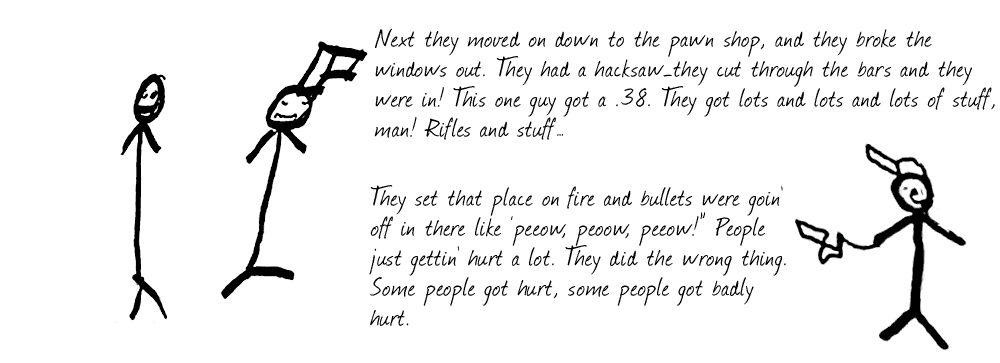 Next they moved on down to the pawn shop, and they broke the
windows out. They had a hacksaw_they cut through the bars and they
were in! This one guy got a .38. They got lots and lots and lots of stuff,
man! Rifles and stuff...
They set that place on fire and bullets were goin'
off in there like 'peeow, peoow, peow!" People
just gettin' hurt a lot. They did the wrong thing.
Some people got hurt, some people got badly
hurt.